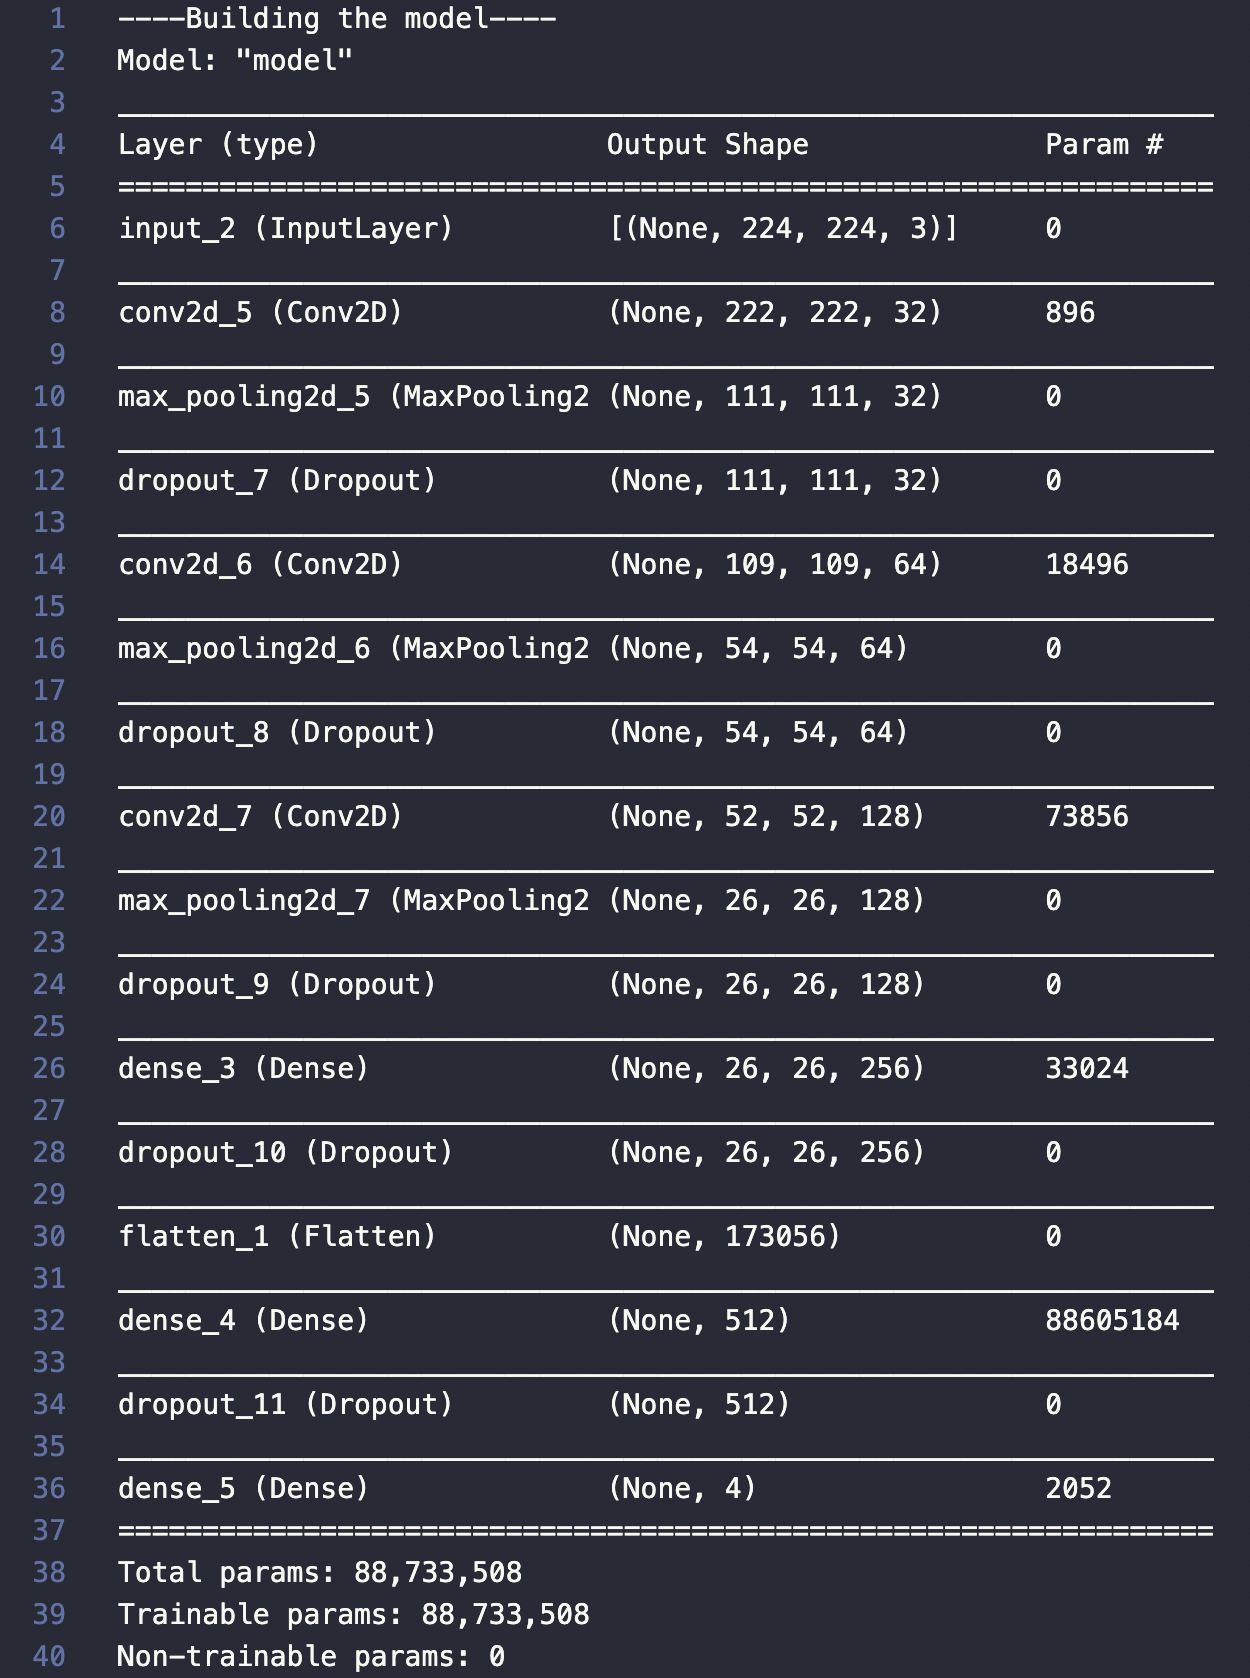 1 ----Building the model----
2 Model: "model"
3 _________________________________________________________________
4 Layer (type)                 Output Shape              Param #
5 =================================================================
6 input_2 (InputLayer)         [(None, 224, 224, 3)]     0
7 _________________________________________________________________
8 conv2d_5 (Conv2D)            (None, 222, 222, 32)      896
9 _________________________________________________________________
10 max_pooling2d_5 (MaxPooling2 (None, 111, 111, 32)      0
11 _________________________________________________________________
12 dropout_7 (Dropout)          (None, 111, 111, 32)      0
13 _________________________________________________________________
14 conv2d_6 (Conv2D)            (None, 109, 109, 64)      18496
15 _________________________________________________________________
16 max_pooling2d_6 (MaxPooling2 (None, 54, 54, 64)        0
17 _________________________________________________________________
18 dropout_8 (Dropout)          (None, 54, 54, 64)        0
19 _________________________________________________________________
20 conv2d_7 (Conv2D)            (None, 52, 52, 128)       73856
21 _________________________________________________________________
22 max_pooling2d_7 (MaxPooling2 (None, 26, 26, 128)       0
23 _________________________________________________________________
24 dropout_9 (Dropout)          (None, 26, 26, 128)       0
25 _________________________________________________________________
26 dense_3 (Dense)              (None, 26, 26, 256)       33024
27 _________________________________________________________________
28 dropout_10 (Dropout)         (None, 26, 26, 256)       0
29 _________________________________________________________________
30 flatten_1 (Flatten)          (None, 173056)            0
31 _________________________________________________________________
32 dense_4 (Dense)              (None, 512)               88605184
33 _________________________________________________________________
34 dropout_11 (Dropout)         (None, 512)               0
35 _________________________________________________________________
36 dense_5 (Dense)              (None, 4)                 2052
37 =================================================================
38 Total params: 88,733,508
39 Trainable params: 88,733,508
40 Non-trainable params: 0